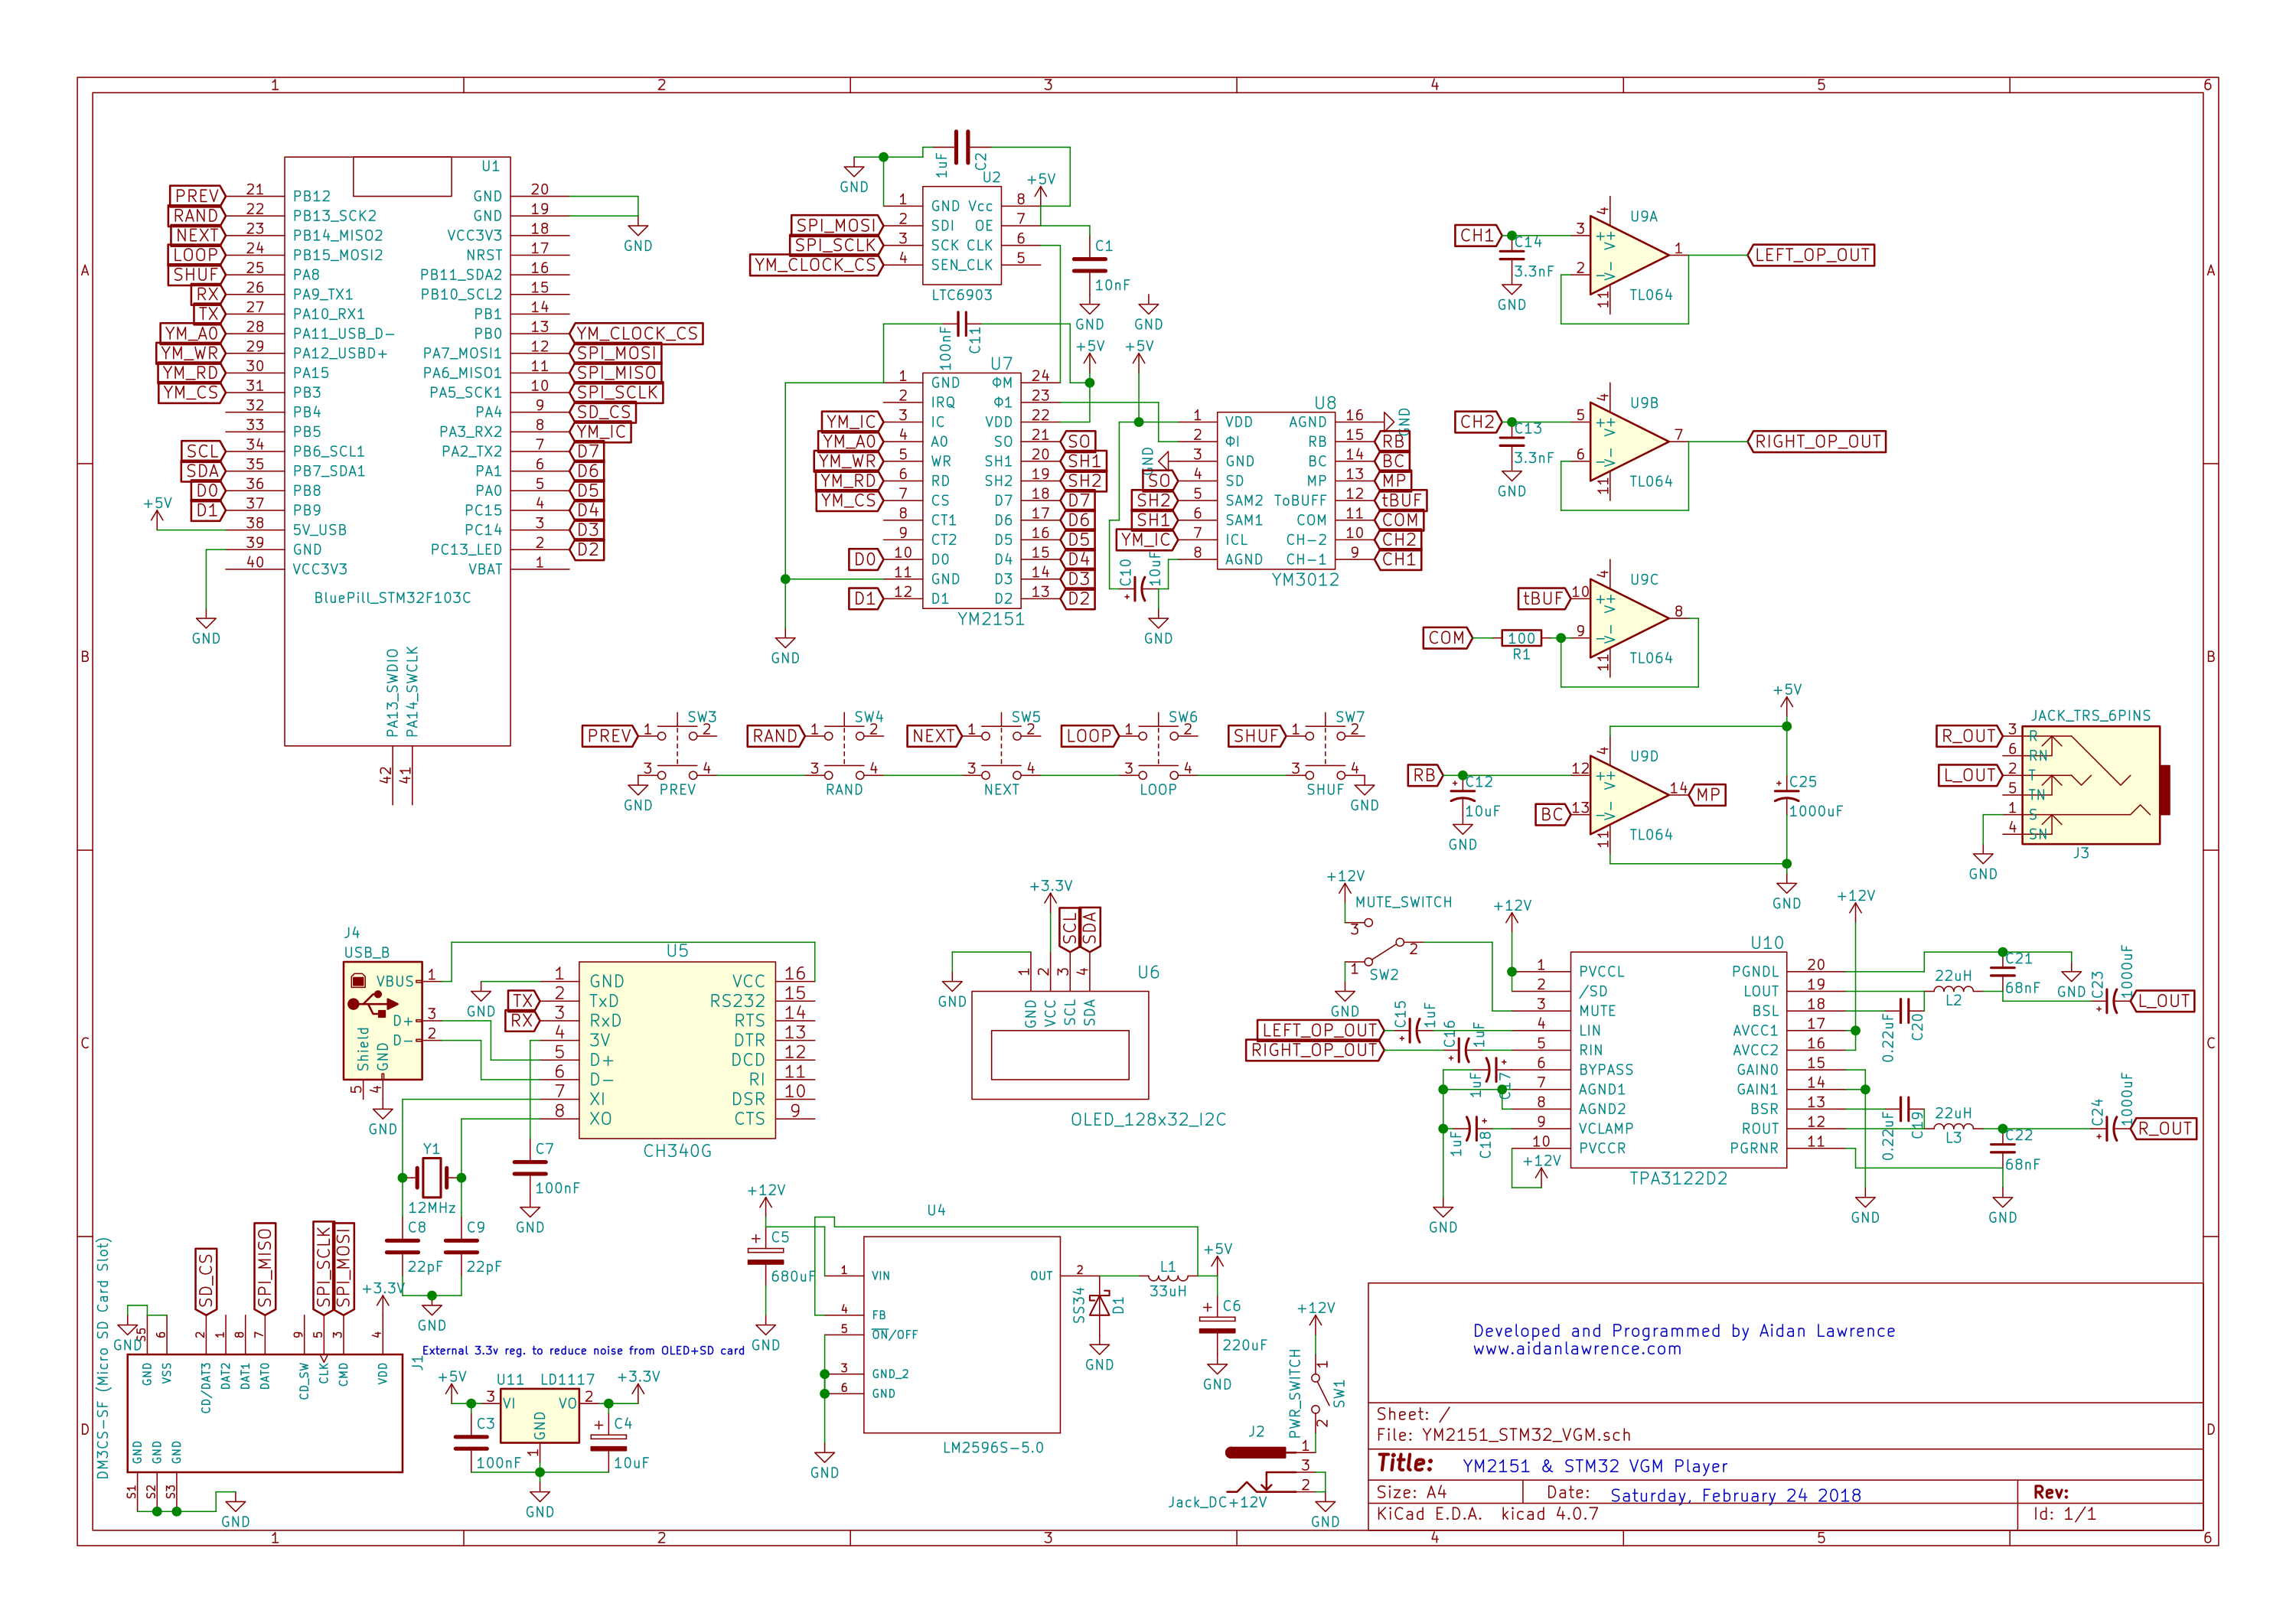 1 2 3 4 5 6
A A
B B
C C
D D
1 2 3 4 5 6
U1
PREV 21 PB12
RAND 22 PB13_SCK2
NEXT 23 PB14_MISO2
LOOP 24 PB15_MOSI2
SHUF 25 PA8
RX 26 PA9_TX1
TX 27 PA10_RX1
YM_A0 28 PA11_USB_D-
YM_WR 29 PA12_USBD+
YM_RD 30 PA15
YM_CS 31 PB3
32 PB4
33 PB5
SCL 34 PB6_SCL1
SDA 35 PB7_SDA1
D0 36 PB8
D1 37 PB9
+5V 38 5V_USB
39 GND
40 VCC3V3
GND
GND 20
GND 19
GND
VCC3V3 18
NRST 17
PB11_SDA2 16
PB10_SCL2 15
PB1 14
PB0 13 YM_CLOCK_CS
PA7_MOSI1 12 SPI_MOSI
PA6_MISO1 11 SPI_MISO
PA5_SCK1 10 SPI_SCLK
PA4 9 SD_CS
PA3_RX2 8 YM_IC
PA2_TX2 7 D7
PA1 6 D6
PA0 5 D5
PC15 4 D4
PC14 3 D3
PC13_LED 2 D2
VBAT 1
BluePill_STM32F103C
PA13_SWDIO 42
PA14_SWCLK 41
1uF C2
GND
U2
+5V
1 GND Vcc 8
SPI_MOSI 2 SDI OE 7
SPI_SCLK 3 SCK CLK 6
YM_CLOCK_CS 4 SEN_CLK 5
LTC6903
C1
10nF
GND
GND
100nF C11
+5V +5V
U7
1 GND ΦM 24
2 IRQ Φ1 23
YM_IC 3 IC VDD 22
YM_A0 4 A0 SO 21 SO
YM_WR 5 WR SH1 20 SH1
YM_RD 6 RD SH2 19 SH2
YM_CS 7 CS D7 18 D7
8 CT1 D6 17 D6
9 CT2 D5 16 D5
D0 10 D0 D4 15 D4
11 GND D3 14 D3
D1 12 D1 D2 13 D2
YM2151
GND
U8
1 VDD AGND 16 GND
2 ΦI RB 15 RB
GND 3 GND BC 14 BC
SO 4 SD MP 13 MP
SH2 5 SAM2 ToBUFF 12 tBUF
SH1 6 SAM1 COM 11 COM
YM_IC 7 ICL CH-2 10 CH2
8 AGND CH-1 9 CH1
YM3012
C10 10uF
+
GND
CH1 C14 3.3nF GND
3 + 2 - V+ V- 4 11 1
U9A
TL064
LEFT_OP_OUT
CH2 C13 3.3nF GND
5 + 6 - V+ V- 4 11 7
U9B
TL064
RIGHT_OP_OUT
tBUF 10 + V+ 4
COM 100 R1 9 - V- 11 8
U9C
TL064
+5V
RB C12 10uF GND
12 + V+ 4
BC 13 - V- 11 14 MP
U9D
TL064
C25
1000uF
GND
PREV 1 2 SW3
3 4 PREV
GND
RAND 1 2 SW4
3 4 RAND
NEXT 1 2 SW5
3 4 NEXT
LOOP 1 2 SW6
3 4 LOOP
SHUF 1 2 SW7
3 4 SHUF
GND
JACK_TRS_6PINS
R_OUT 3 R
6 RN
L_OUT 2 T
5 TN
1 S
4 SN
J3
GND
J4
USB_B
VBUS 1
D+ 3
D- 2
Shield 5
GND 4
GND
U5
GND
1 GND VCC 16
TX 2 TxD RS232 15
RX 3 RxD RTS 14
4 3V DTR 13
5 D+ DCD 12
6 D- RI 11
7 XI DSR 10
8 XO CTS 9
CH340G
Y1
12MHz
C8 22pF
C9 22pF
GND
C7
100nF
GND
+3.3V
SCL
SDA
1 2 3 4
GND VCC SCL SDA
GND
U6
OLED_128x32_I2C
+12V
MUTE_SWITCH
3
2
1
SW2
GND
+12V
LEFT_OP_OUT C15 1uF
RIGHT_OP_OUT C16 1uF
1uF C17
1uF C18
GND
+12V
U10
1 PVCCL PGNDL 20
2 /SD LOUT 19
3 MUTE BSL 18
4 LIN AVCC1 17
5 RIN AVCC2 16
6 BYPASS GAIN0 15
7 AGND1 GAIN1 14
8 AGND2 BSR 13
9 VCLAMP ROUT 12
10 PVCCR PGRNR 11
TPA3122D2
+12V
22uH
L2
0.22uF C20
C21
68nF
GND
C23 1000uF
L_OUT
22uH
L3
0.22uF C19
C22
68nF
C24 1000uF
R_OUT
GND
GND
DM3CS-SF (Micro SD Card Slot)
SD_CS
SPI_MISO
SPI_SCLK
SPI_MOSI
+3.3V
GND
S5 6 2 1 8 7 9 5 3 4
GND VSS CD/DAT3 DAT2 DAT1 DAT0 CD_SW CLK CMD VDD
J1
GND GND GND
S1 S2 S3
GND
External 3.3v reg. to reduce noise from OLED+SD card
+5V
U11 LD1117
3 VI VO 2
GND
1
+3.3V
C3
100nF
C4
10uF
GND
+12V
C5
680uF
GND
U4
1 VIN OUT 2
4 FB
5 ON/OFF
3 GND_2
6 GND
LM2596S-5.0
GND
SS34 D1
GND
L1
33uH
+5V
C6
220uF
GND
+12V
PWR_SWITCH
1
2
SW1
J2
1
3
2
Jack_DC+12V
GND
Developed and Programmed by Aidan Lawrence
www.aidanlawrence.com
Sheet: /
File: YM2151_STM32_VGM.sch
Title: YM2151 & STM32 VGM Player
Size: A4 Date: Saturday, February 24 2018 Rev:
KiCad E.D.A. kicad 4.0.7 Id: 1/1